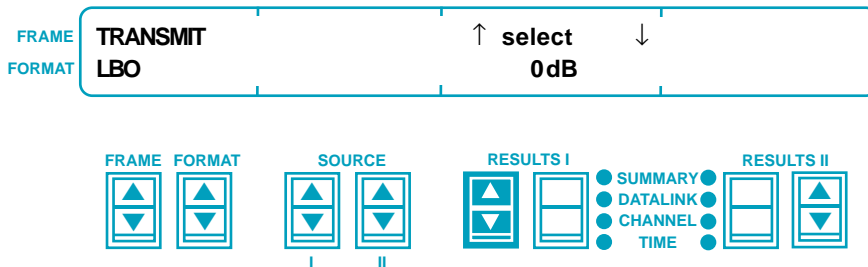 FRAME TRANSMIT ↑ select ↓
FORMAT LBO 0dB
FRAME FORMAT SOURCE RESULTS I RESULTS II
SUMMARY
DATALINK
CHANNEL
TIME
I II